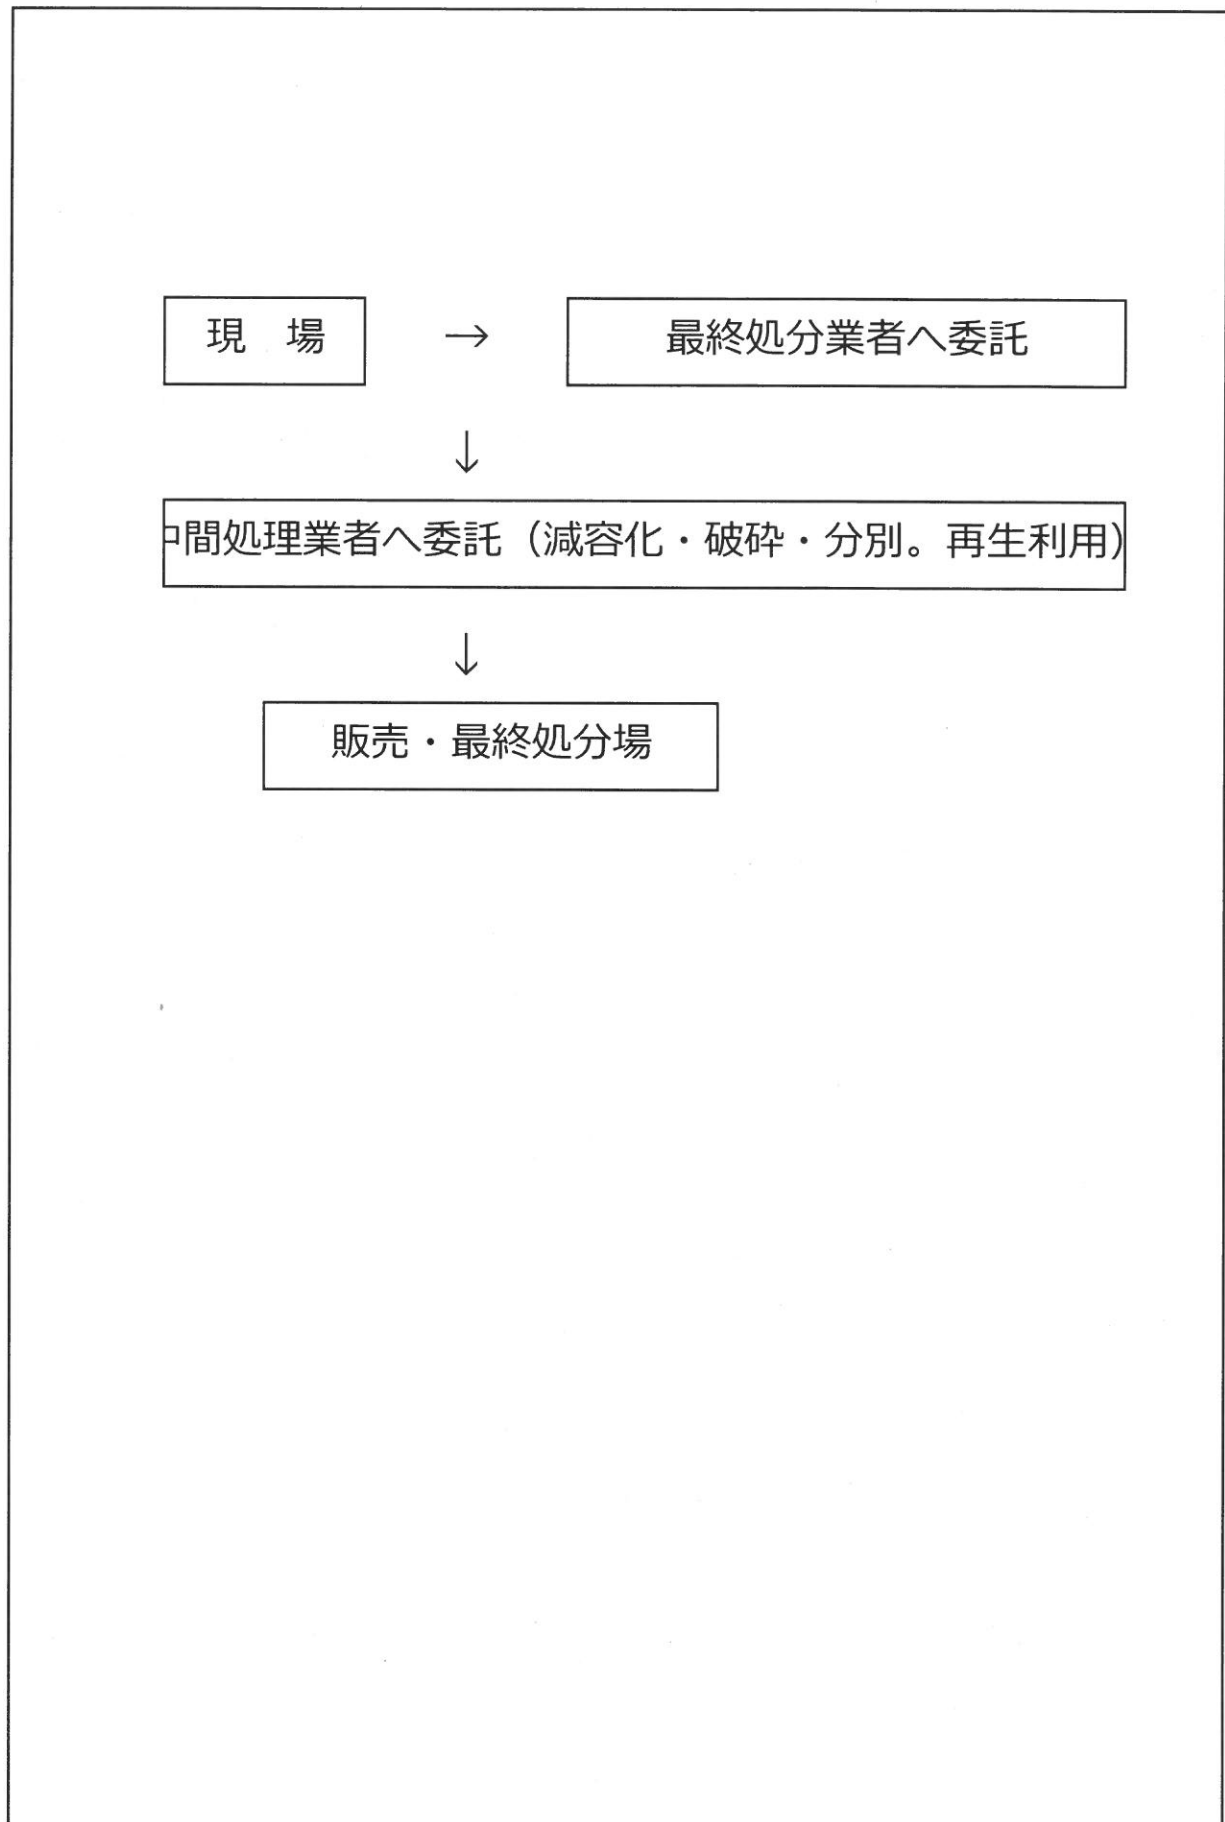 現　場 → 最終処分業者へ委託
↓
中間処理業者へ委託（減容化・破砕・分別。再生利用）
↓
販売・最終処分場